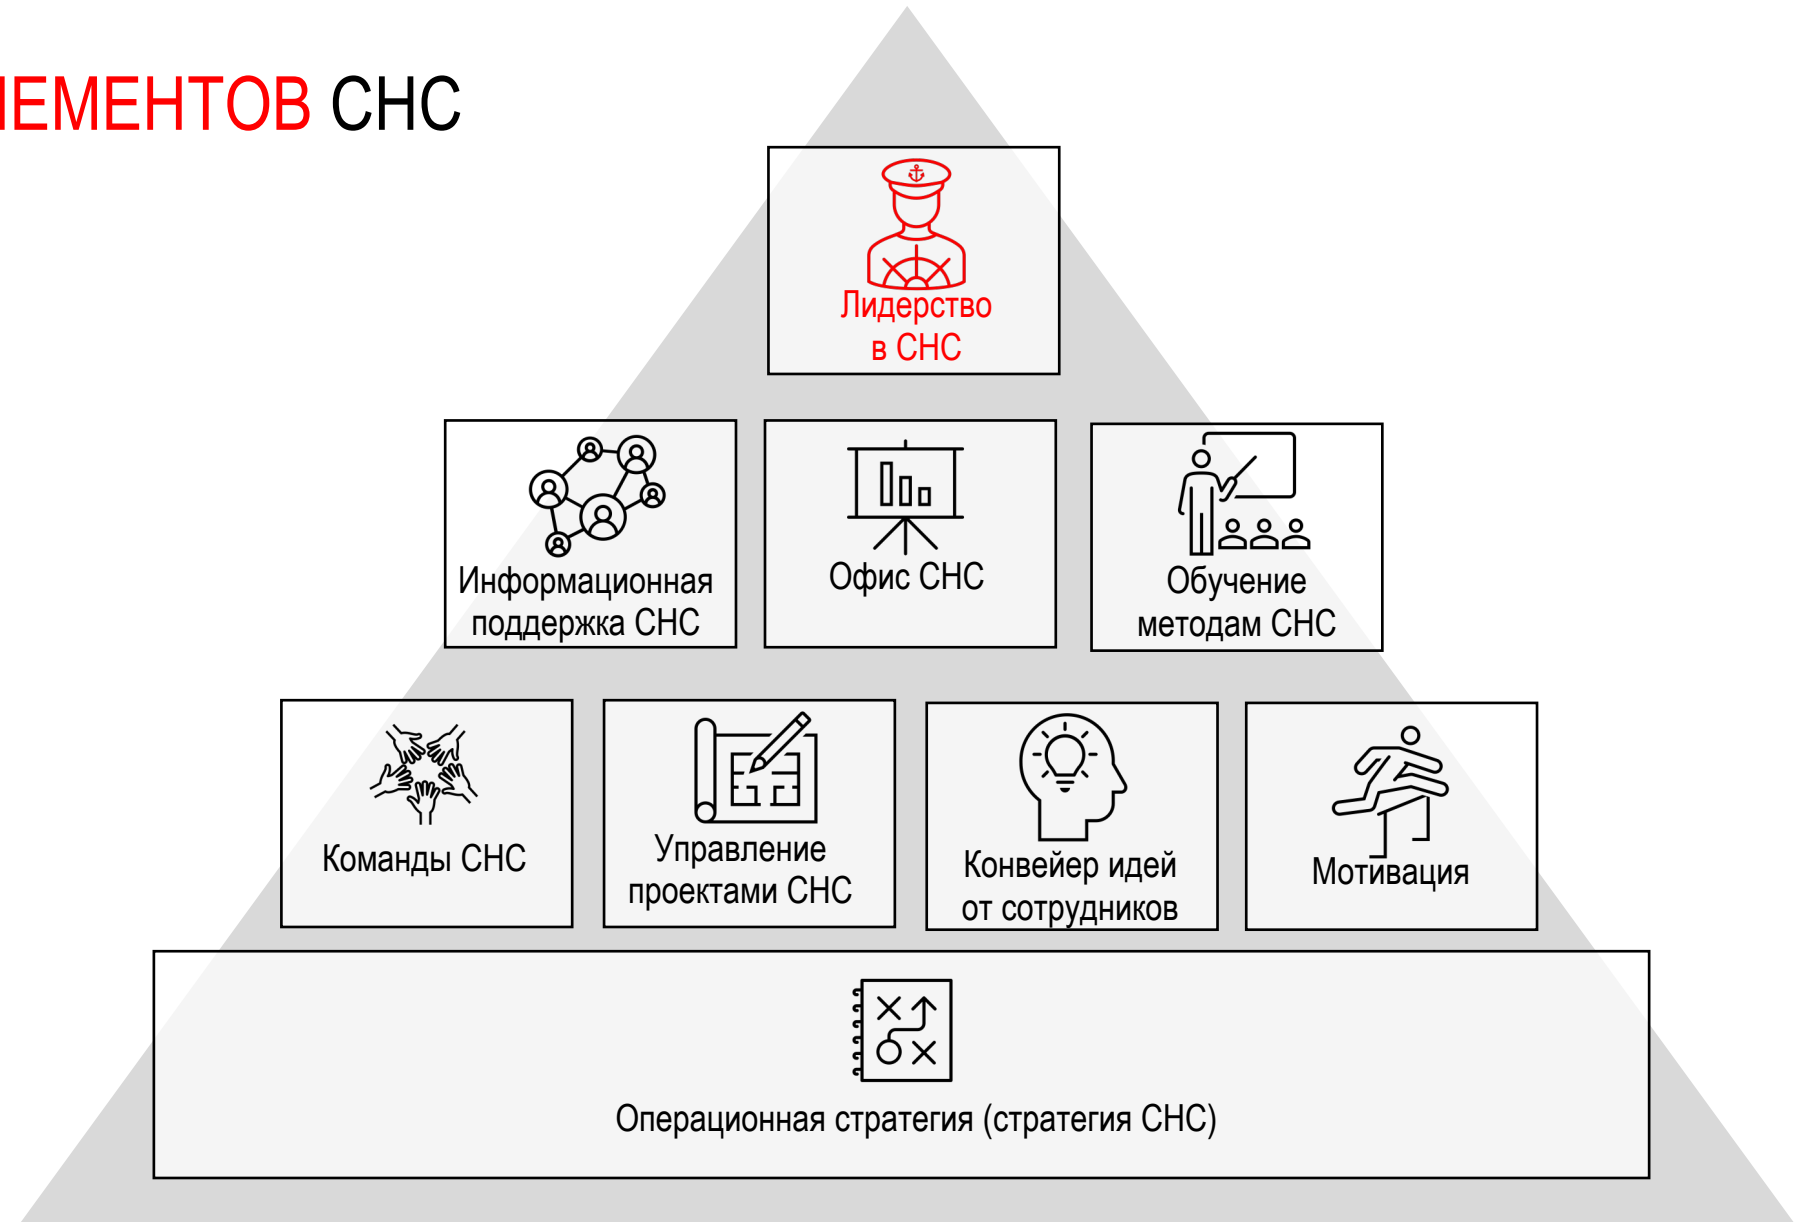 СНС
Лидерство
в СНС
Информационная
поддержка СНС
Офис СНС
Обучение
методам СНС
Команды СНС
Управление
проектами СНС
Конвейер идей
от сотрудников
Мотивация
Операционная стратегия (стратегия СНС)